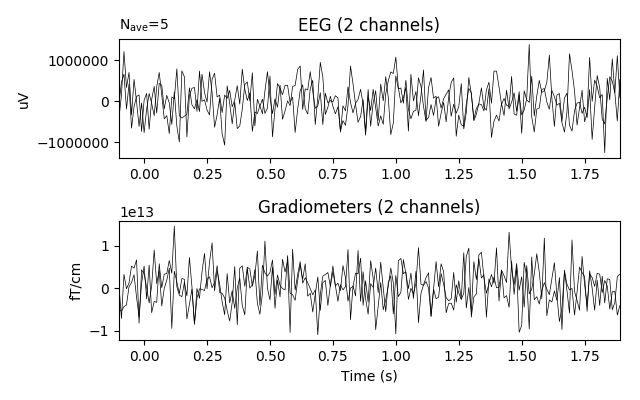 N_ave=5
EEG (2 channels)
uV
1000000
0
−1000000
0.00 0.25 0.50 0.75 1.00 1.25 1.50 1.75
1e13
Gradiometers (2 channels)
fT/cm
1
0
−1
0.00 0.25 0.50 0.75 1.00 1.25 1.50 1.75
Time (s)